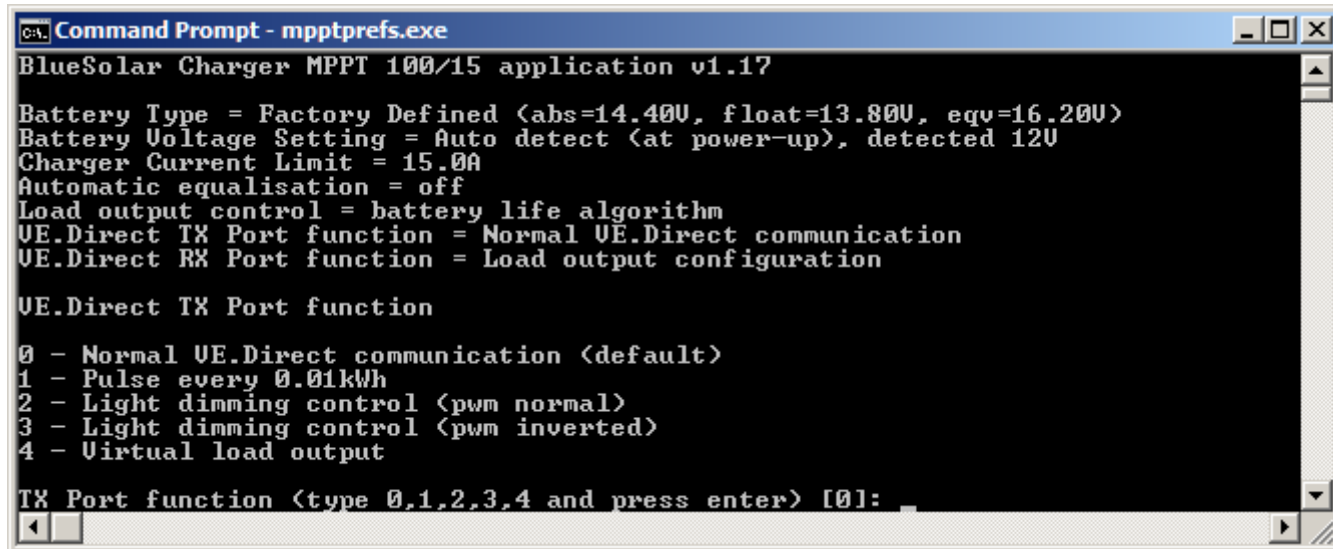 Command Prompt - mpptprefs.exe
BlueSolar Charger MPPT 100/15 application v1.17
Battery Type = Factory Defined (abs=14.40V, float=13.80V, eqv=16.20V)
Battery Voltage Setting = Auto detect (at power-up), detected 12V
Charger Current Limit = 15.0A
Automatic equalisation = off
Load output control = battery life algorithm
VE.Direct TX Port function = Normal VE.Direct communication
VE.Direct RX Port function = Load output configuration
VE.Direct TX Port function
0 - Normal VE.Direct communication (default)
1 - Pulse every 0.01kWh
2 - Light dimming control (pwm normal)
3 - Light dimming control (pwm inverted)
4 - Virtual load output
TX Port function (type 0,1,2,3,4 and press enter) [0]: _